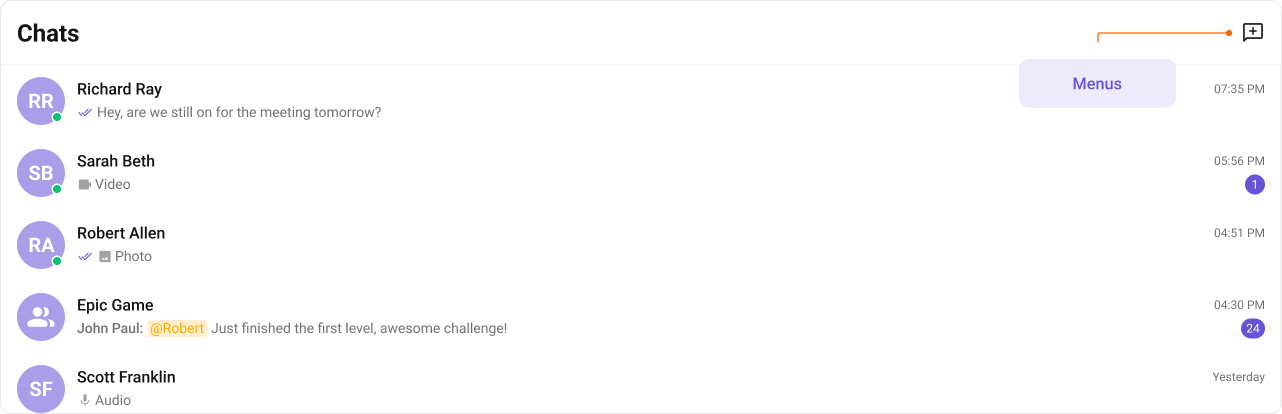 Chats
Menus
RR
Richard Ray
07:35 PM
Hey, are we still on for the meeting tomorrow?
SB
Sarah Beth
05:56 PM
Video
1
RA
Robert Allen
04:51 PM
Photo
Epic Game
04:30 PM
John Paul: @Robert Just finished the first level, awesome challenge!
24
SF
Scott Franklin
Yesterday
Audio